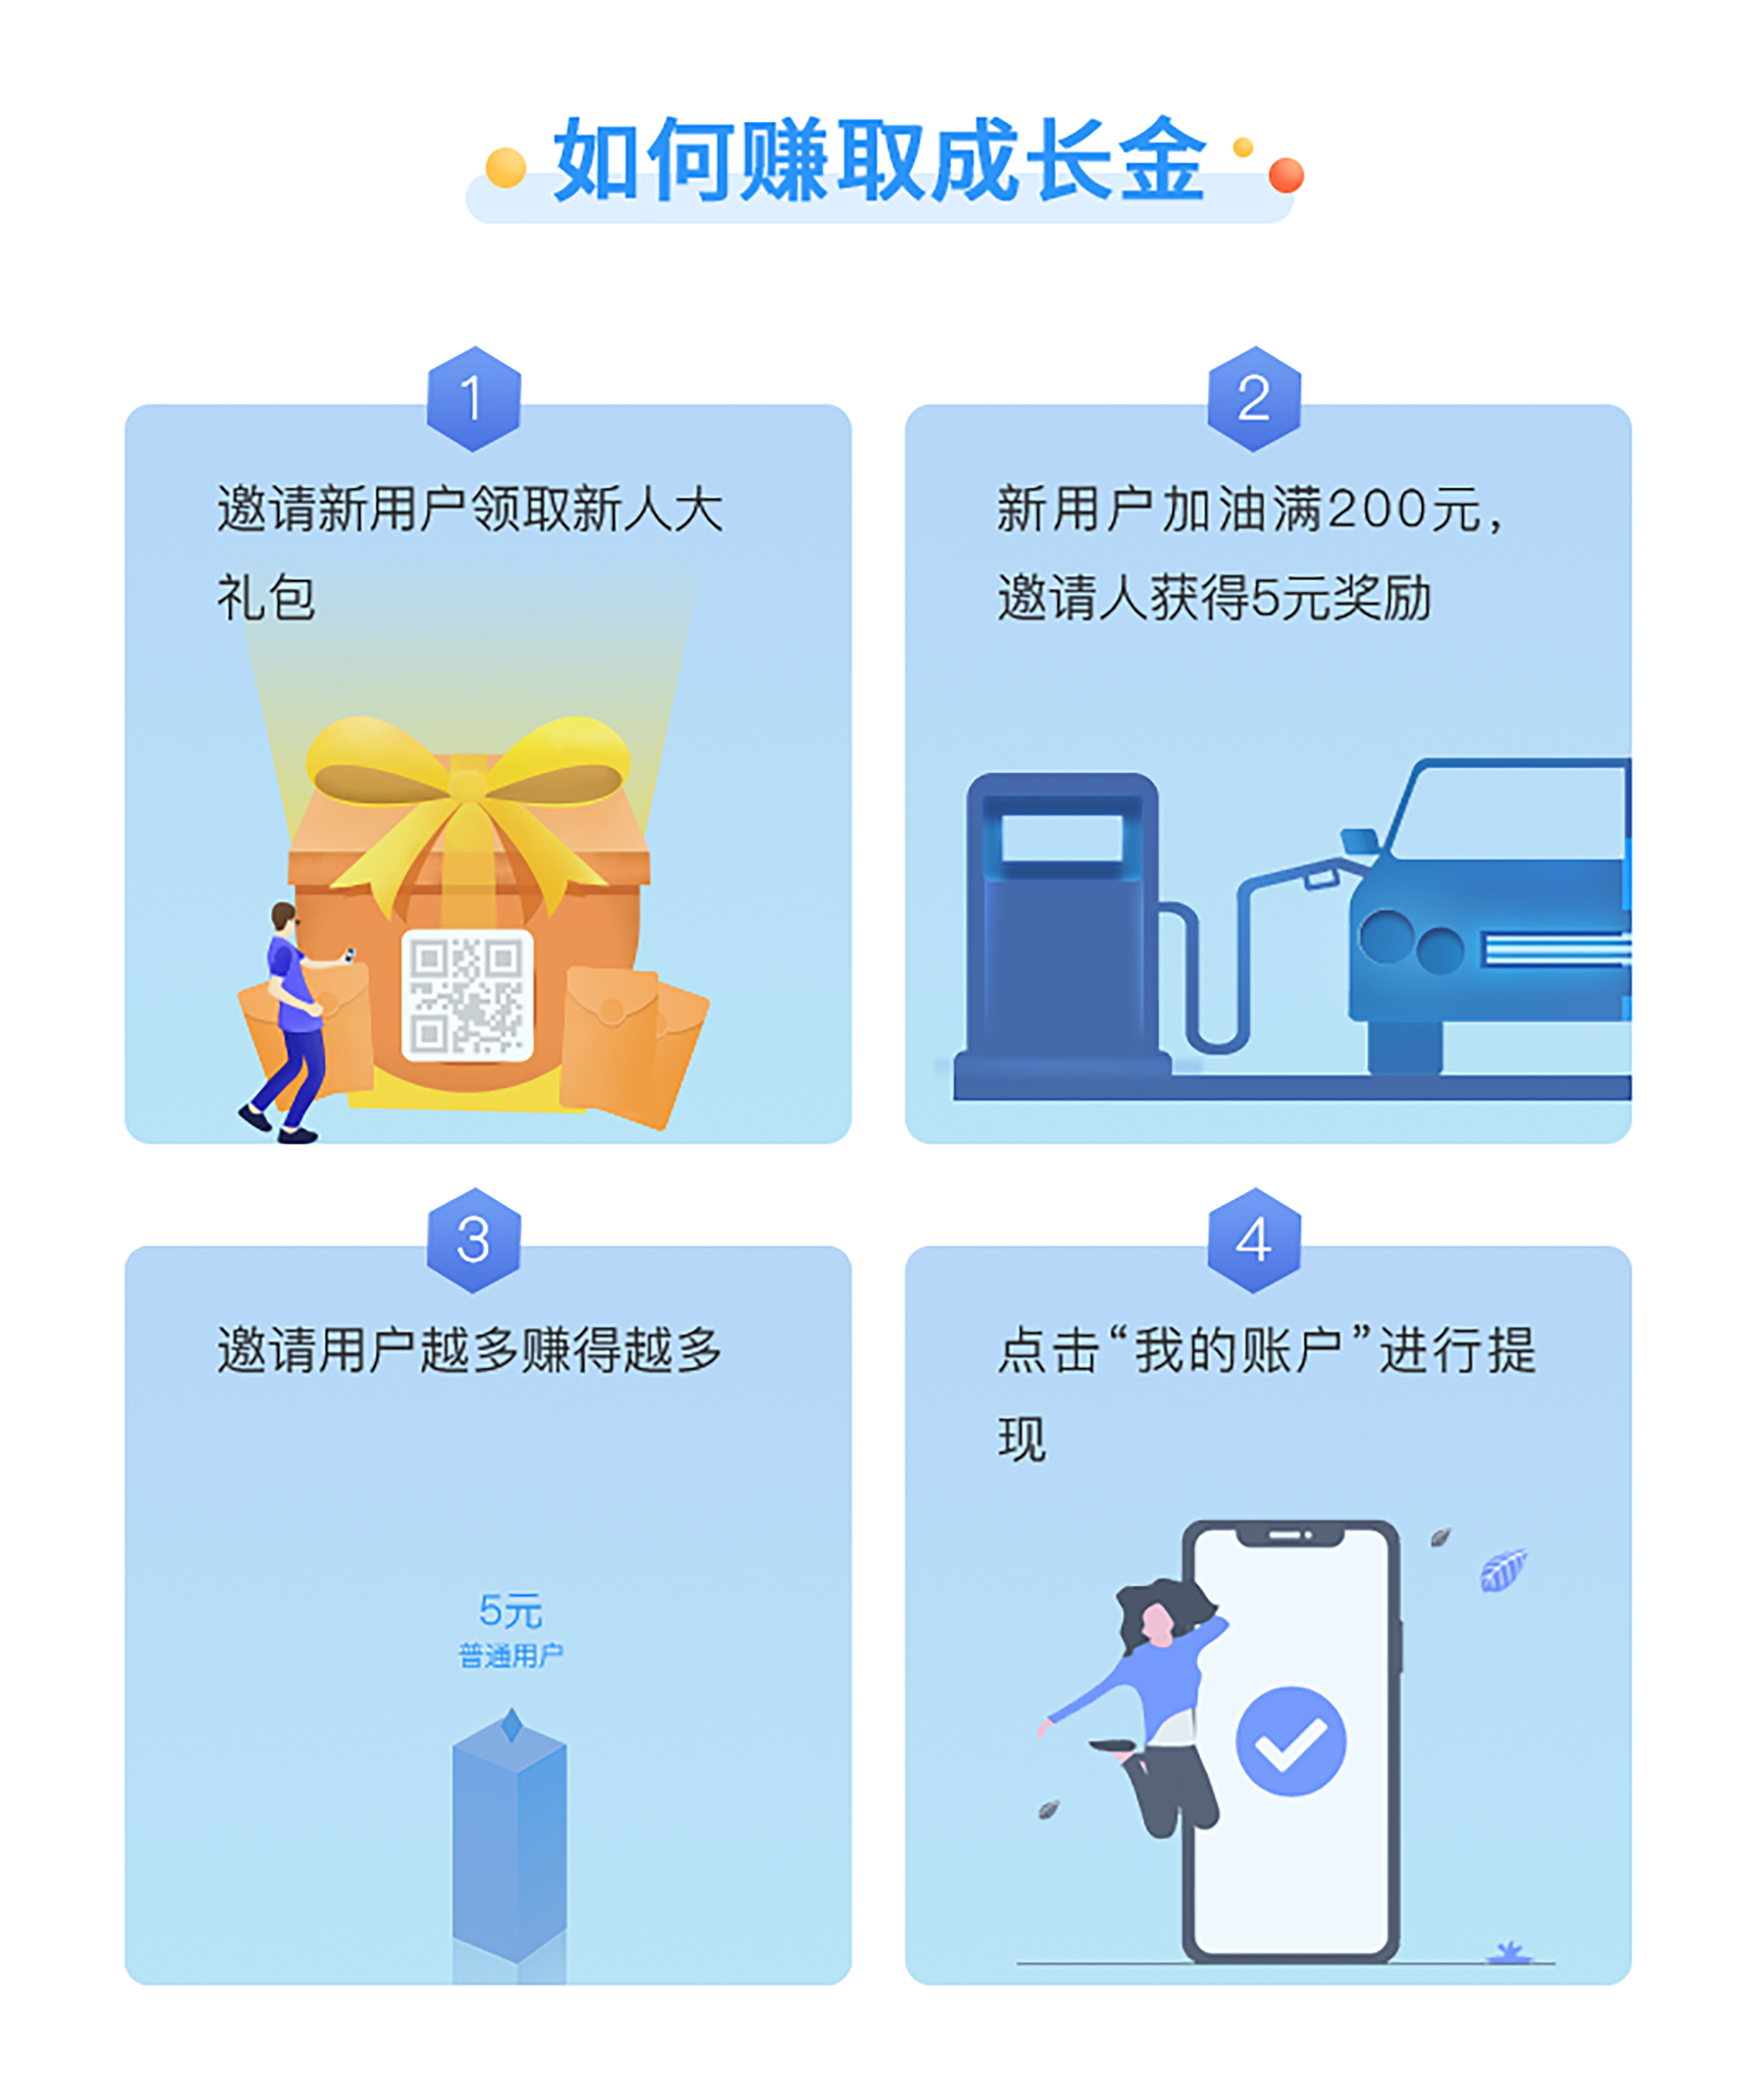 如何赚取成长金
1
邀请新用户领取新人大
礼包
2
新用户加油满200元，
邀请人获得5元奖励
3
邀请用户越多赚得越多
5元
普通用户
4
点击“我的账户”进行提
现